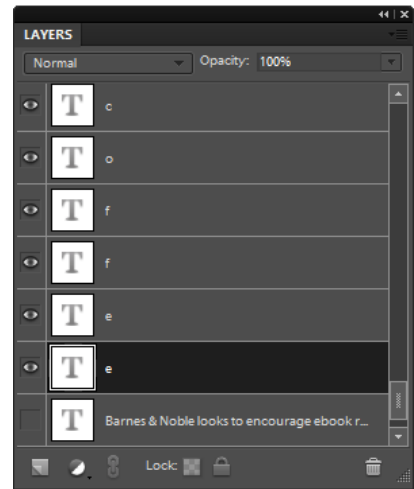 LAYERS
Normal Opacity: 100%
T c
T o
T f
T f
T e
T e
T Barnes & Noble looks to encourage ebook r...
Lock: